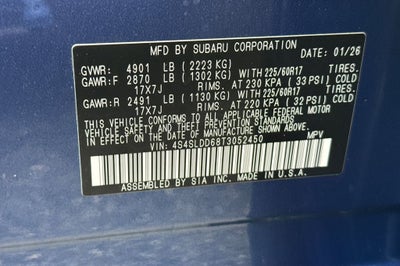 MFD BY SUBARU CORPORATION DATE: 01/26
GVWR: 4901 LB (2223 KG)
GAWR:F 2870 LB (1302 KG) WITH 225/60R17 TIRES.
17X7J RIMS. AT 230 KPA (33 PSI) COLD
GAWR:R 2491 LB (1130 KG) WITH 225/60R17 TIRES.
17X7J RIMS. AT 220 KPA (32 PSI) COLD
THIS VEHICLE CONFORMS TO ALL APPLICABLE FEDERAL MOTOR
VEHICLE SAFETY, BUMPER, AND THEFT PREVENTION STANDARDS
IN EFFECT ON THE DATE OF MANUFACTURE SHOWN ABOVE.
VIN: 4S4SLDD68T3052450 MPV
ASSEMBLED BY SIA INC. MADE IN U.S.A.